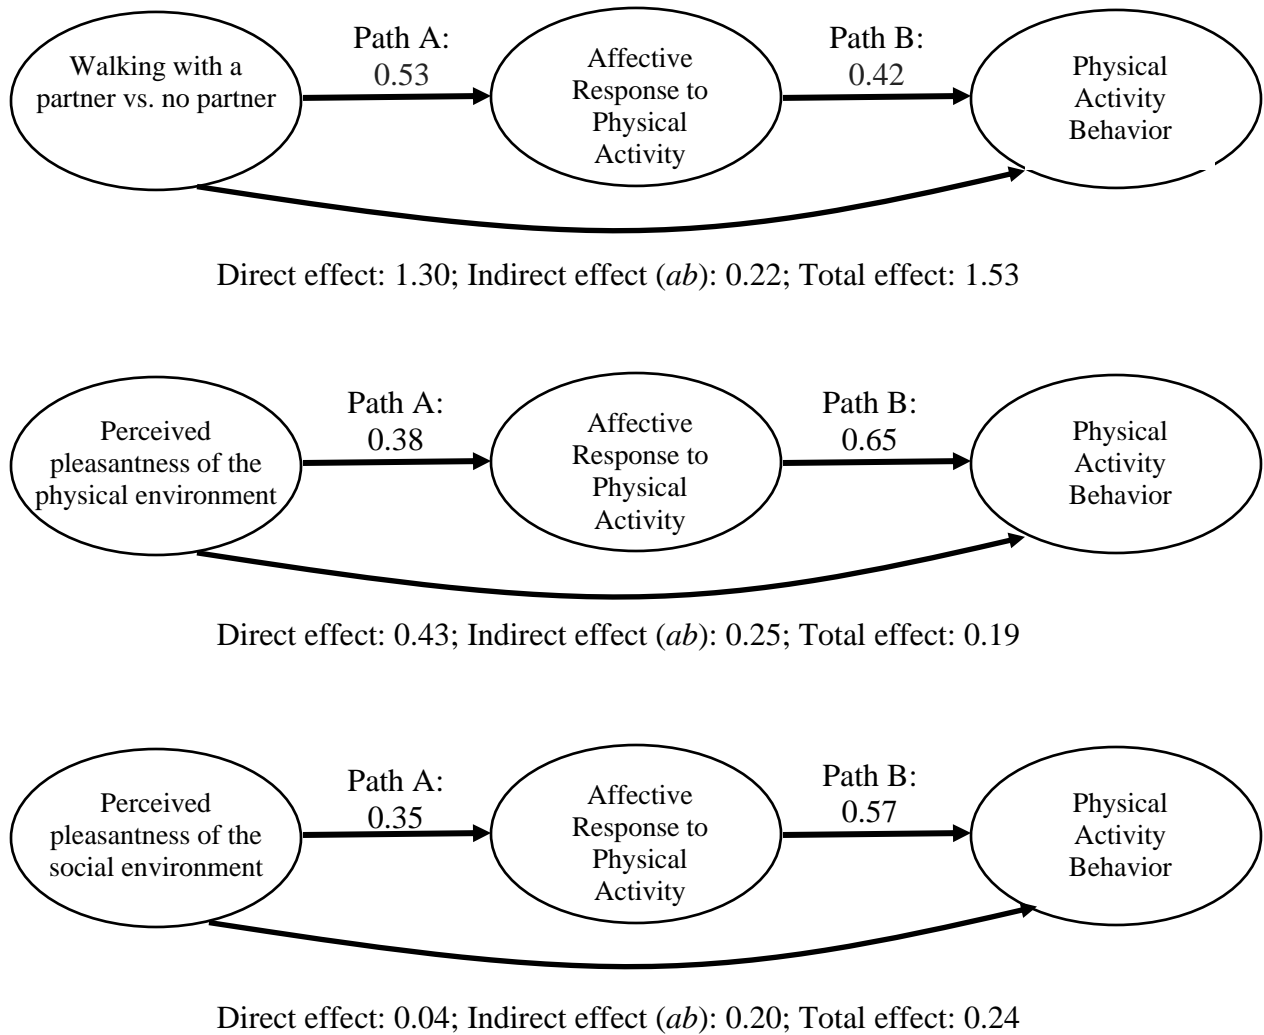 Walking with a
partner vs. no partner
Path A:
0.53
Affective
Response to
Physical
Activity
Path B:
0.42
Physical
Activity
Behavior
Direct effect: 1.30; Indirect effect (ab): 0.22; Total effect: 1.53
Perceived
pleasantness of the
physical environment
Path A:
0.38
Affective
Response to
Physical
Activity
Path B:
0.65
Physical
Activity
Behavior
Direct effect: 0.43; Indirect effect (ab): 0.25; Total effect: 0.19
Perceived
pleasantness of the
social environment
Path A:
0.35
Affective
Response to
Physical
Activity
Path B:
0.57
Physical
Activity
Behavior
Direct effect: 0.04; Indirect effect (ab): 0.20; Total effect: 0.24